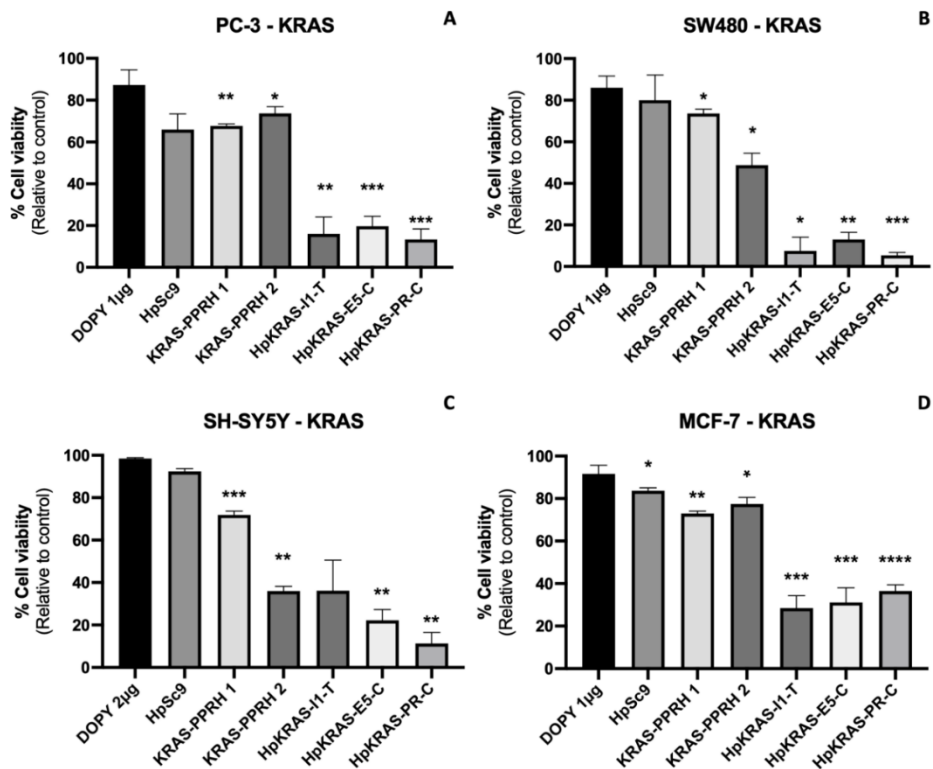 PC-3 - KRAS
A
% Cell viabiity
(Relative to control)
100
80
60
40
20
0
**
*
**
***
***
DOPY 1µg
HpSc9
KRAS-PPRH 1
KRAS-PPRH 2
HpKRAS-I1-T
HpKRAS-E5-C
HpKRAS-PR-C
SW480 - KRAS
B
% Cell viabiity
(Relative to control)
100
80
60
40
20
0
*
*
*
**
***
DOPY 1µg
HpSc9
KRAS-PPRH 1
KRAS-PPRH 2
HpKRAS-I1-T
HpKRAS-E5-C
HpKRAS-PR-C
SH-SY5Y - KRAS
C
% Cell viabiity
(Relative to control)
100
80
60
40
20
0
***
**
**
**
DOPY 2µg
HpSc9
KRAS-PPRH 1
KRAS-PPRH 2
HpKRAS-I1-T
HpKRAS-E5-C
HpKRAS-PR-C
MCF-7 - KRAS
D
% Cell viabiity
(Relative to control)
100
80
60
40
20
0
*
**
*
***
***
****
DOPY 1µg
HpSc9
KRAS-PPRH 1
KRAS-PPRH 2
HpKRAS-I1-T
HpKRAS-E5-C
HpKRAS-PR-C